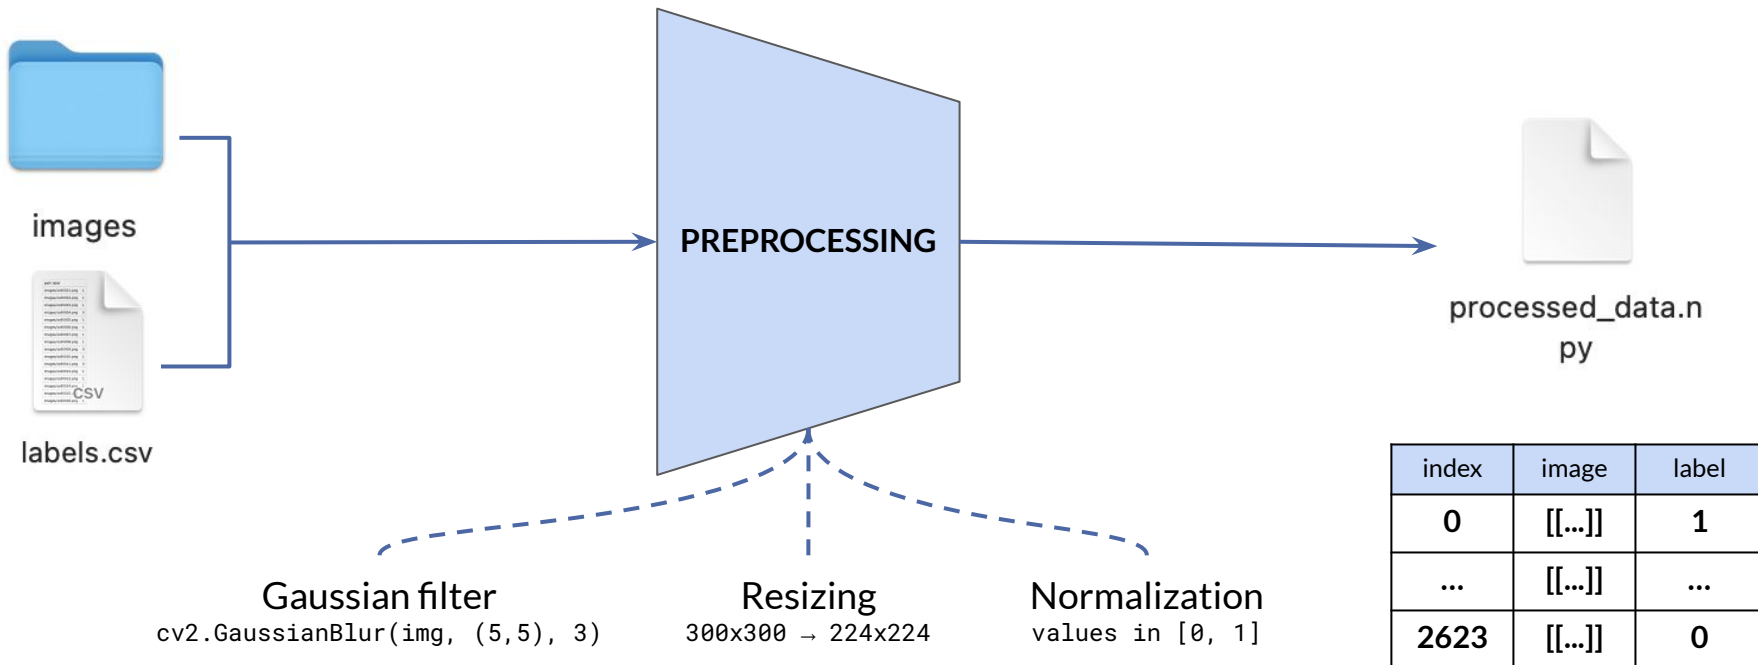 images
CSV
labels.csv
PREPROCESSING
processed_data.n
py
Gaussian filter
cv2.GaussianBlur(img, (5,5), 3)
Resizing
300x300 → 224x224
Normalization
values in [0, 1]
index image label
0 [[...]] 1
... [[...]] ...
2623 [[...]] 0